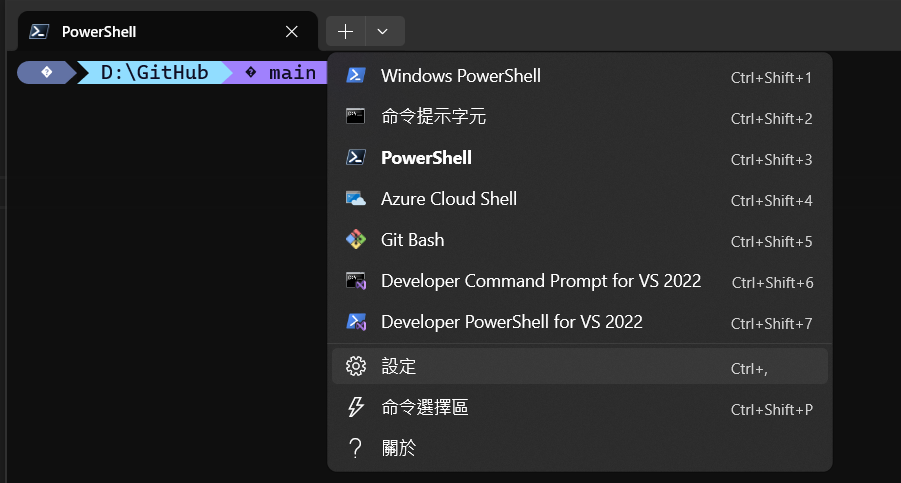 PowerShell
� D:\GitHub � main
Windows PowerShell Ctrl+Shift+1
命令提示字元 Ctrl+Shift+2
PowerShell Ctrl+Shift+3
Azure Cloud Shell Ctrl+Shift+4
Git Bash Ctrl+Shift+5
Developer Command Prompt for VS 2022 Ctrl+Shift+6
Developer PowerShell for VS 2022 Ctrl+Shift+7
設定 Ctrl+,
命令選擇區 Ctrl+Shift+P
關於